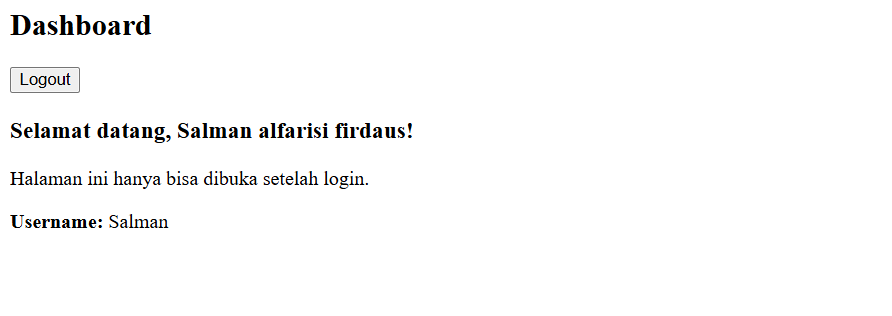 Dashboard
Logout
Selamat datang, Salman alfarisi firdaus!
Halaman ini hanya bisa dibuka setelah login.
Username: Salman